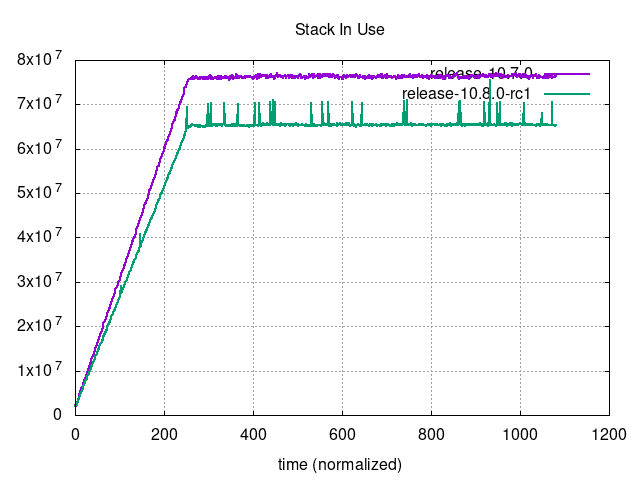 Stack In Use
8x10^7
7x10^7
6x10^7
5x10^7
4x10^7
3x10^7
2x10^7
1x10^7
0
release-10.7.0
release-10.8.0-rc1
0 200 400 600 800 1000 1200
time (normalized)